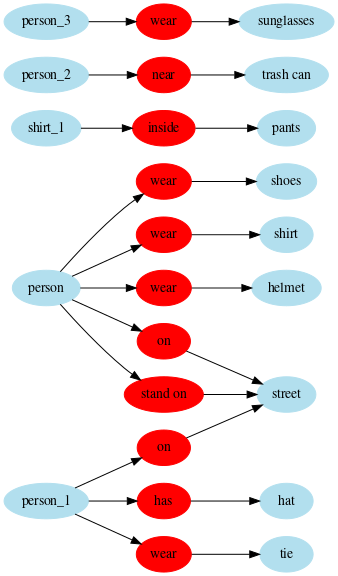 person_3 wear sunglasses
person_2 near trash can
shirt_1 inside pants
wear shoes
wear shirt
person wear helmet
on
stand on street
on
person_1 has hat
wear tie